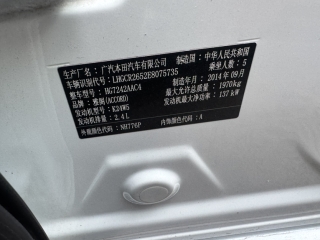 生产厂名：广汽本田汽车有限公司 制造国：中华人民共和国
车辆识别代号：LHGCR2652E8075735 乘坐人数：5
车辆型号：HG7242AAC4 制造年月：2014年09月
品牌：雅阁(ACCORD) 最大允许总质量：1970kg
发动机型号：K24W5 发动机最大净功率：137kW
发动机排量：2.4L
外观颜色代号：NH776P 内饰颜色代号：A